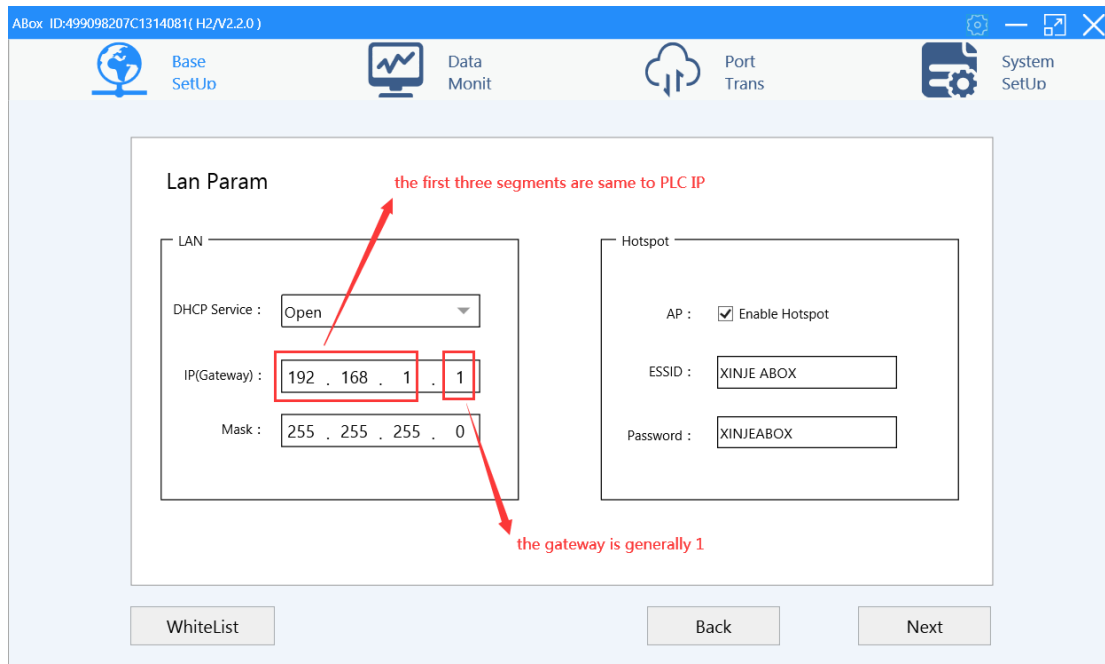 ABox ID:499098207C1314081( H2/V2.2.0 )
Base
SetUp
Data
Monit
Port
Trans
System
SetUp
Lan Param
the first three segments are same to PLC IP
LAN
DHCP Service :
Open
IP(Gateway) :
192 . 168 . 1 . 1
Mask :
255 . 255 . 255 . 0
Hotspot
AP :
Enable Hotspot
ESSID :
XINJE ABOX
Password :
XINJEABOX
the gateway is generally 1
WhiteList
Back
Next